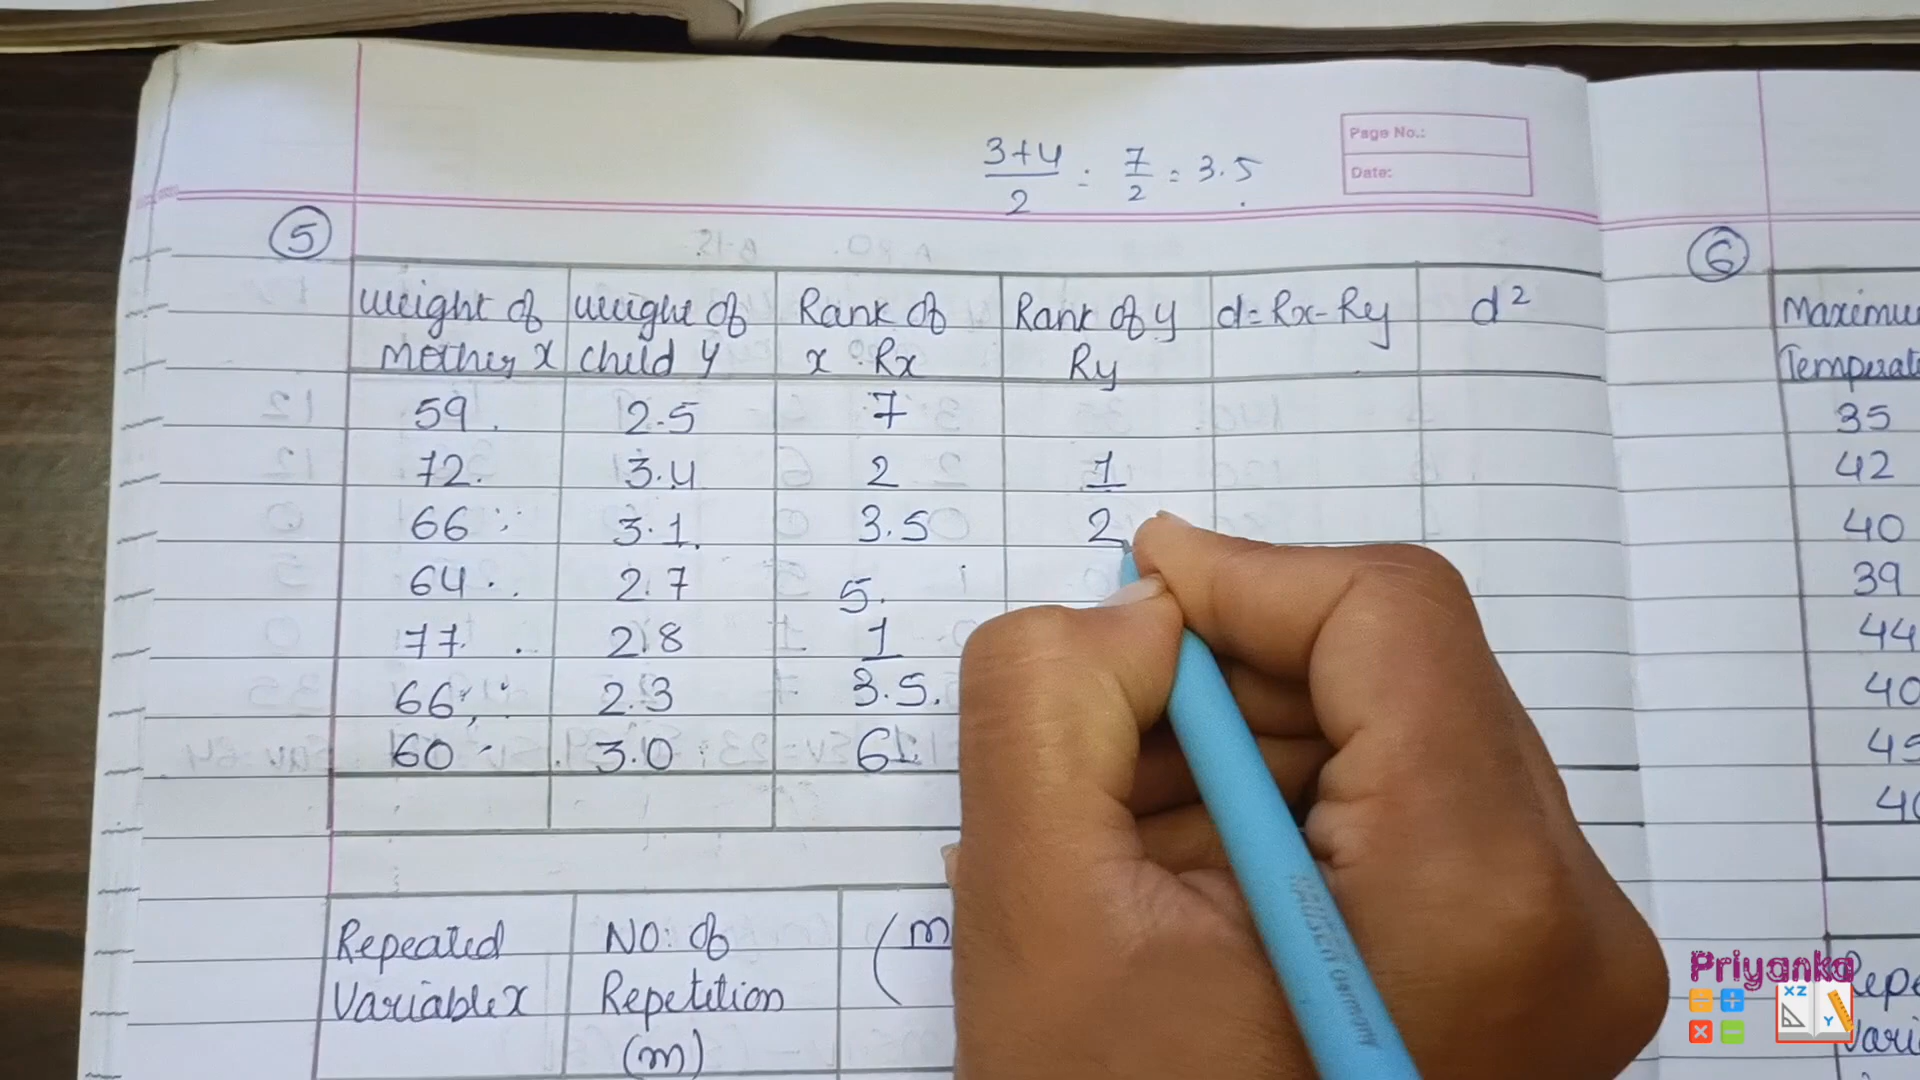 3+4/2 = 7/2 = 3.5
Page No.:
Date:
5
6
weight of mother x | weight of child y | Rank of x Rx | Rank of y Ry | d=Rx-Ry | d²
59 | 2.5 | 7
72 | 3.4 | 2 | 1
66 | 3.1 | 3.5 | 2
64 | 2.7 | 5
77 | 2.8 | 1
66 | 2.3 | 3.5
60 | 3.0 | 6
Repeated Variable x | NO: of Repetition (m) | (m
35
42
40
39
44
Priyanka
XZ
Y